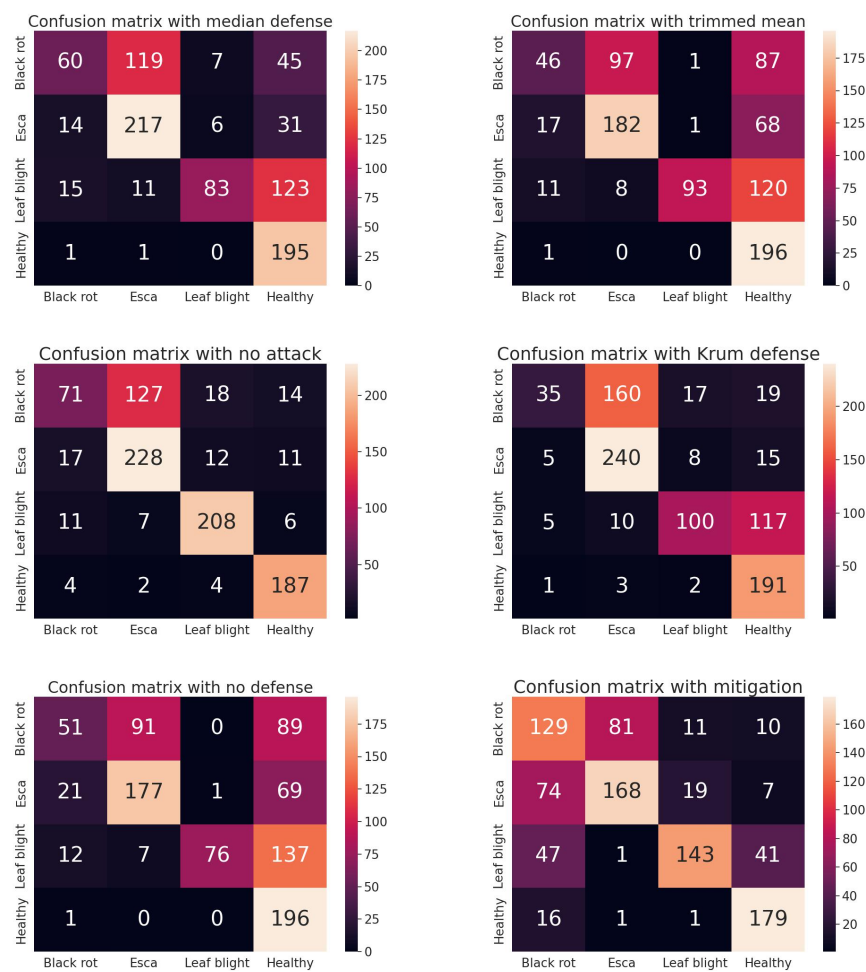 Confusion matrix with median defense
Black rot 60 119 7 45
Esca 14 217 6 31
Leaf blight 15 11 83 123
Healthy 1 1 0 195
Black rot Esca Leaf blight Healthy
200
175
150
125
100
75
50
25
0
Confusion matrix with trimmed mean
Black rot 46 97 1 87
Esca 17 182 1 68
Leaf blight 11 8 93 120
Healthy 1 0 0 196
Black rot Esca Leaf blight Healthy
175
150
125
100
75
50
25
0
Confusion matrix with no attack
Black rot 71 127 18 14
Esca 17 228 12 11
Leaf blight 11 7 208 6
Healthy 4 2 4 187
Black rot Esca Leaf blight Healthy
200
150
100
50
Confusion matrix with Krum defense
Black rot 35 160 17 19
Esca 5 240 8 15
Leaf blight 5 10 100 117
Healthy 1 3 2 191
Black rot Esca Leaf blight Healthy
200
150
100
50
Confusion matrix with no defense
Black rot 51 91 0 89
Esca 21 177 1 69
Leaf blight 12 7 76 137
Healthy 1 0 0 196
Black rot Esca Leaf blight Healthy
175
150
125
100
75
50
25
0
Confusion matrix with mitigation
Black rot 129 81 11 10
Esca 74 168 19 7
Leaf blight 47 1 143 41
Healthy 16 1 1 179
Black rot Esca Leaf blight Healthy
160
140
120
100
80
60
40
20